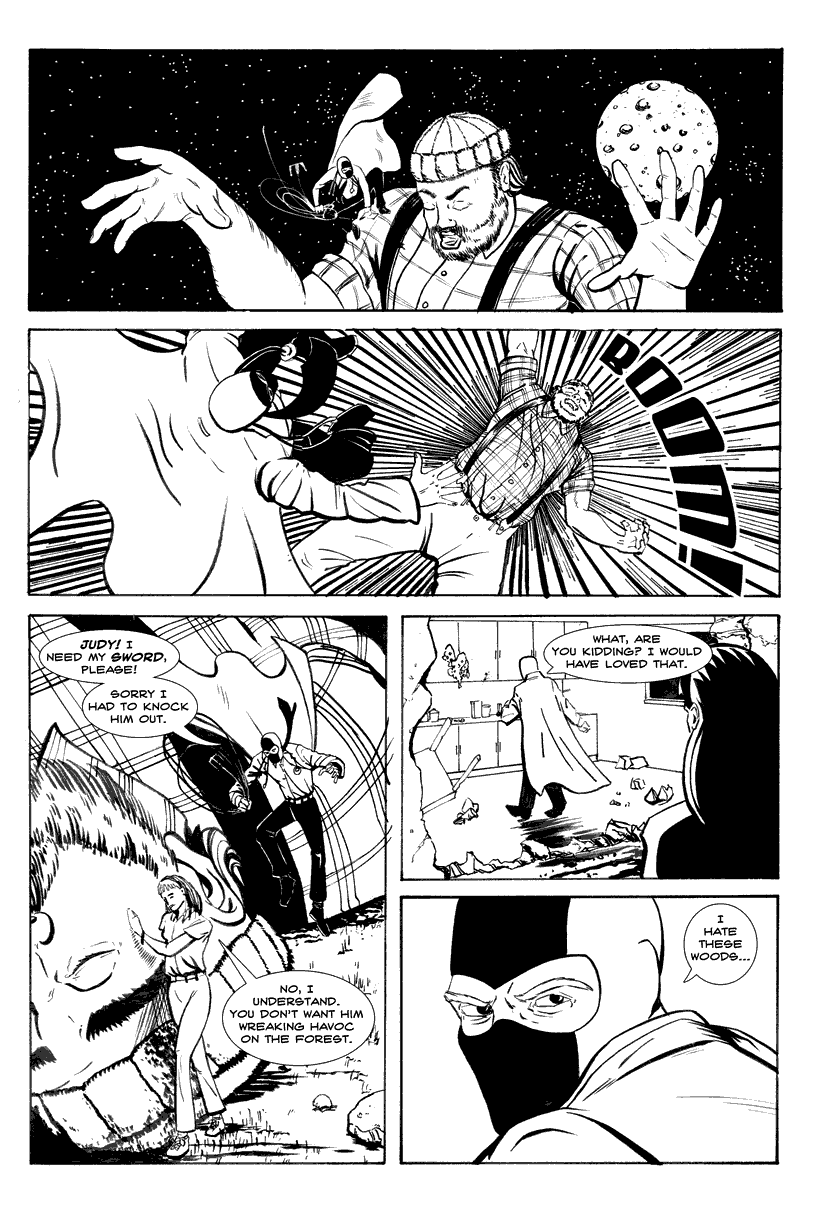 BOOM!
JUDY! I
NEED MY SWORD,
PLEASE!
SORRY I
HAD TO KNOCK
HIM OUT.
NO, I
UNDERSTAND.
YOU DON'T WANT HIM
WREAKING HAVOC
ON THE FOREST.
WHAT, ARE
YOU KIDDING? I WOULD
HAVE LOVED THAT.
I
HATE
THESE
WOODS...